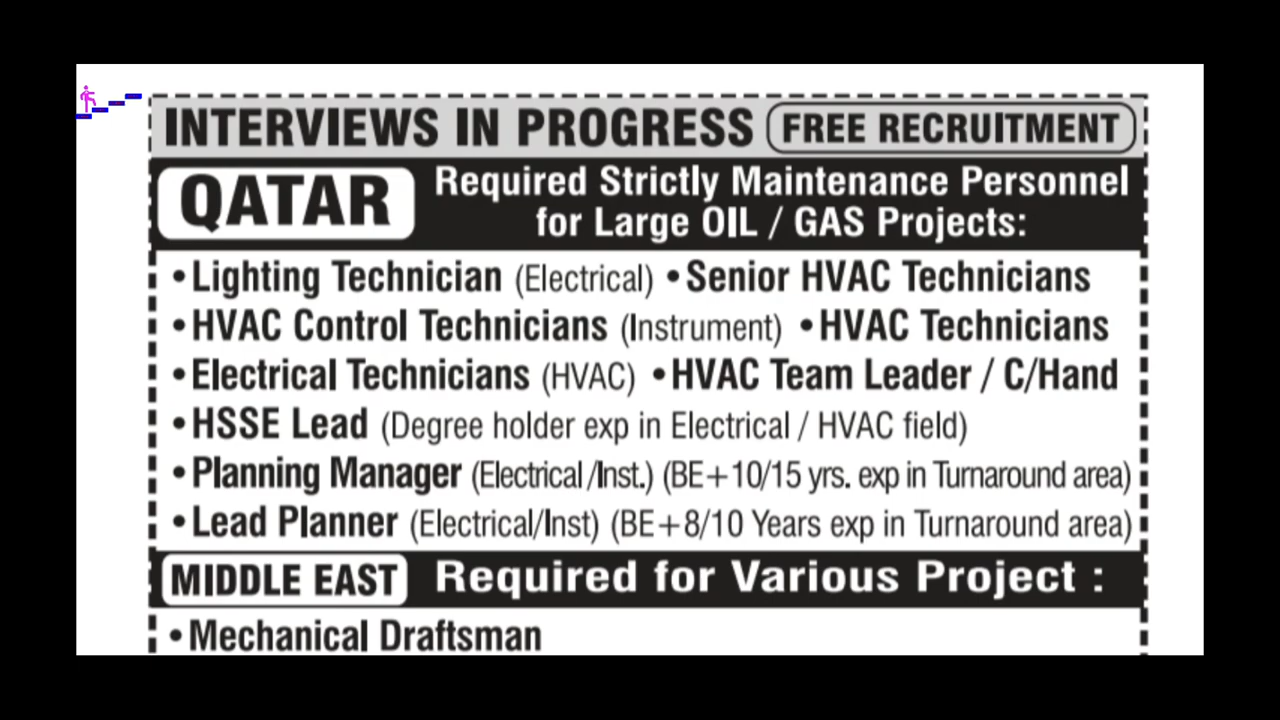 INTERVIEWS IN PROGRESS FREE RECRUITMENT
QATAR Required Strictly Maintenance Personnel
for Large OIL / GAS Projects:
•Lighting Technician (Electrical) •Senior HVAC Technicians
•HVAC Control Technicians (Instrument) •HVAC Technicians
•Electrical Technicians (HVAC) •HVAC Team Leader / C/Hand
•HSSE Lead (Degree holder exp in Electrical / HVAC field)
•Planning Manager (Electrical/Inst.) (BE+10/15 yrs. exp in Turnaround area)
•Lead Planner (Electrical/Inst) (BE+8/10 Years exp in Turnaround area)
MIDDLE EAST Required for Various Project :
•Mechanical Draftsman